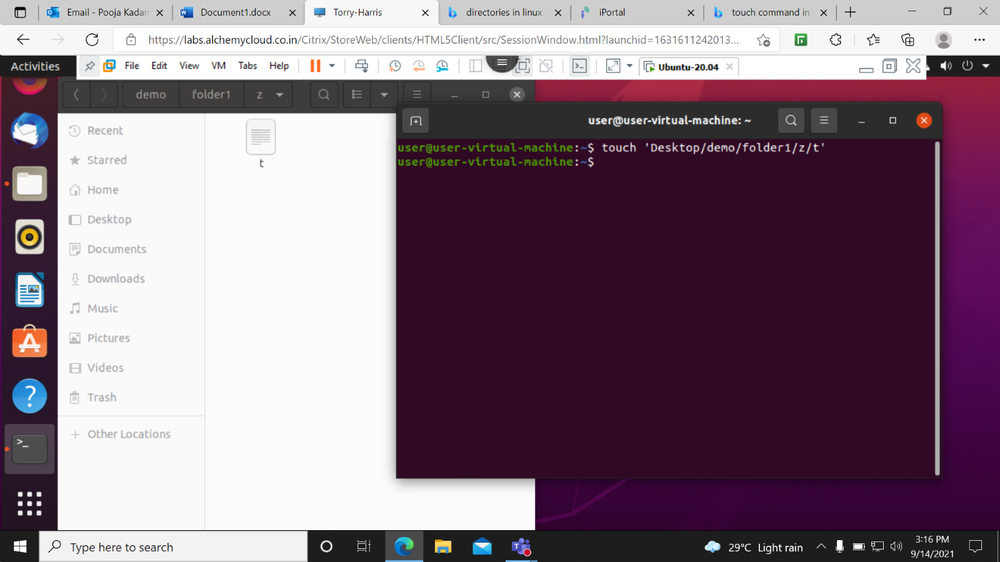 Email - Pooja Kadar
Document1.docx
Torry-Harris
directories in linux -
iPortal
touch command in
https://labs.alchemycloud.co.in/Citrix/StoreWeb/clients/HTML5Client/src/SessionWindow.html?launchid=1631611242013...
Activities
File Edit View VM Tabs Help
Ubuntu-20.04
demo folder1 z
user@user-virtual-machine: ~
Recent
Starred
Home
Desktop
Documents
Downloads
Music
Pictures
Videos
Trash
Other Locations
t
user@user-virtual-machine:~$ touch 'Desktop/demo/folder1/z/t'
user@user-virtual-machine:~$
Type here to search
29°C Light rain
3:16 PM
9/14/2021